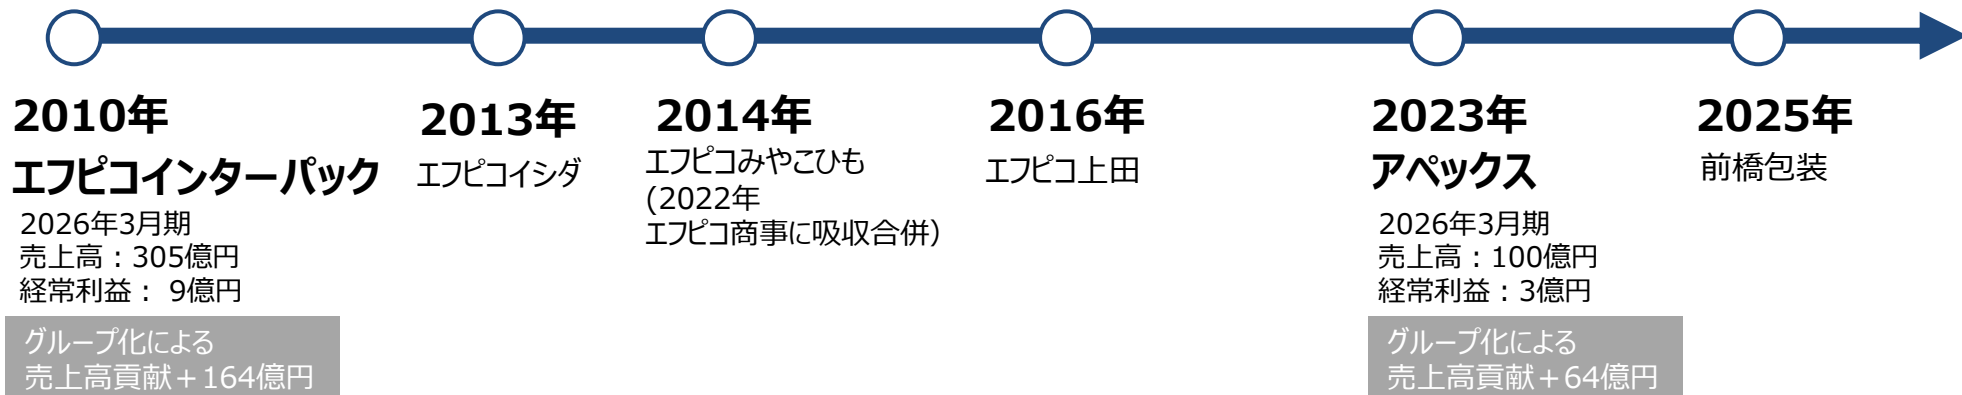 2010年
エフピコインターパック
2026年3月期
売上高：305億円
経常利益： 9億円
グループ化による
売上高貢献＋164億円
2013年
エフピコイシダ
2014年
エフピコみやこひも
(2022年
エフピコ商事に吸収合併）
2016年
エフピコ上田
2023年
アペックス
2026年3月期
売上高：100億円
経常利益：3億円
グループ化による
売上高貢献＋64億円
2025年
前橋包装